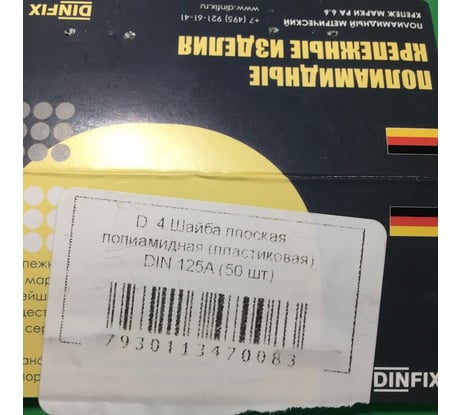 DINFIX
www.dinfix.ru
+7 (495) 921-61-41
ПОЛИАМИДНЫЕ
КРЕПЕЖНЫЕ ИЗДЕЛИЯ
ПОЛИАМИДНЫЙ МЕТРИЧЕСКИЙ
КРЕПЕЖ МАРКИ PA 6.6
D 4 Шайба плоская
полиамидная (пластиковая)
DIN 125A (50 шт)
7930113470083
DINFIX